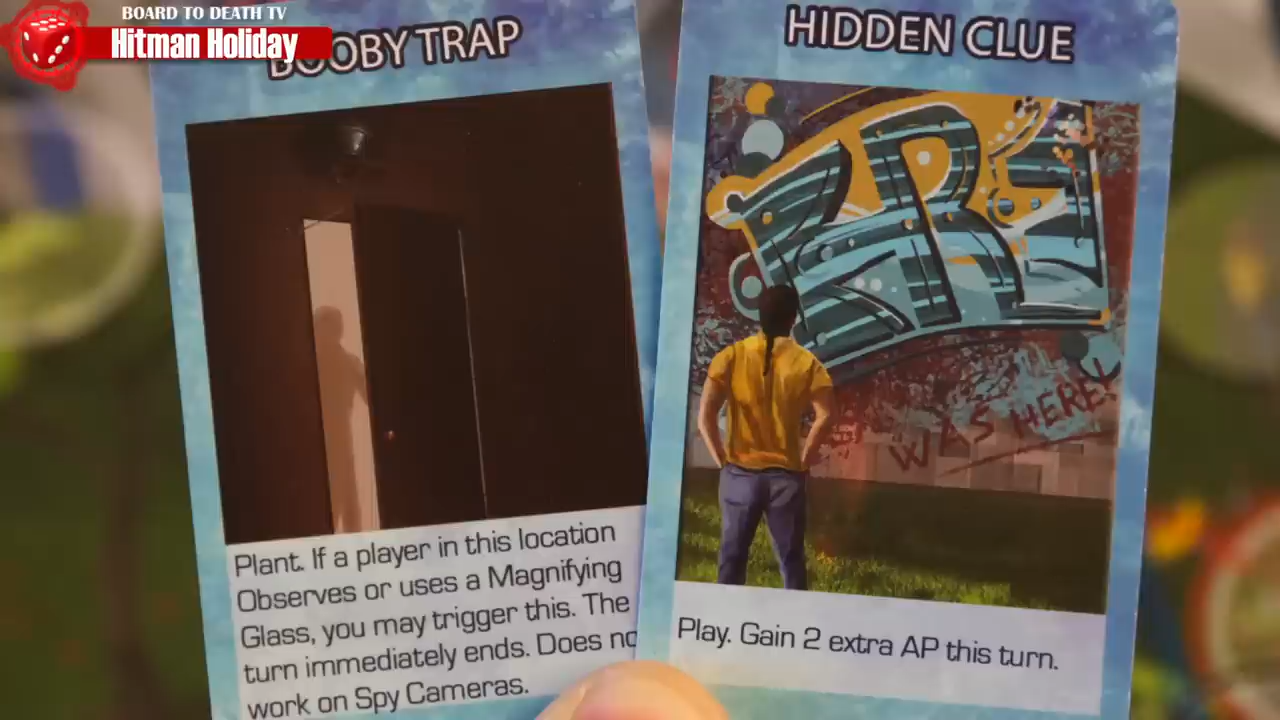 BOARD TO DEATH TV
Hitman Holiday
BOOBY TRAP
Plant. If a player in this location
Observes or uses a Magnifying
Glass, you may trigger this. The
turn immediately ends. Does no
work on Spy Cameras.
HIDDEN CLUE
WAS HERE!
Play. Gain 2 extra AP this turn.